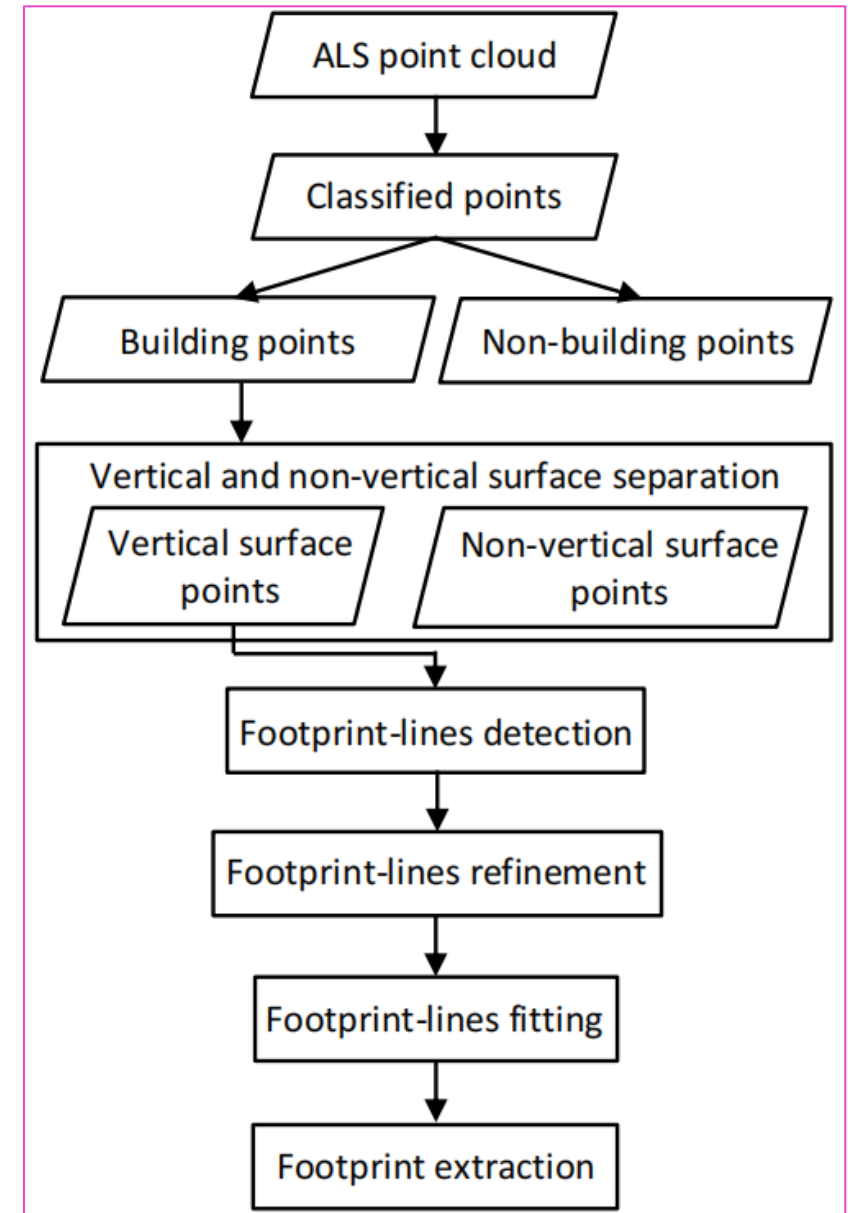 ALS point cloud
Classified points
Building points
Non-building points
Vertical and non-vertical surface separation
Vertical surface
points
Non-vertical surface
points
Footprint-lines detection
Footprint-lines refinement
Footprint-lines fitting
Footprint extraction